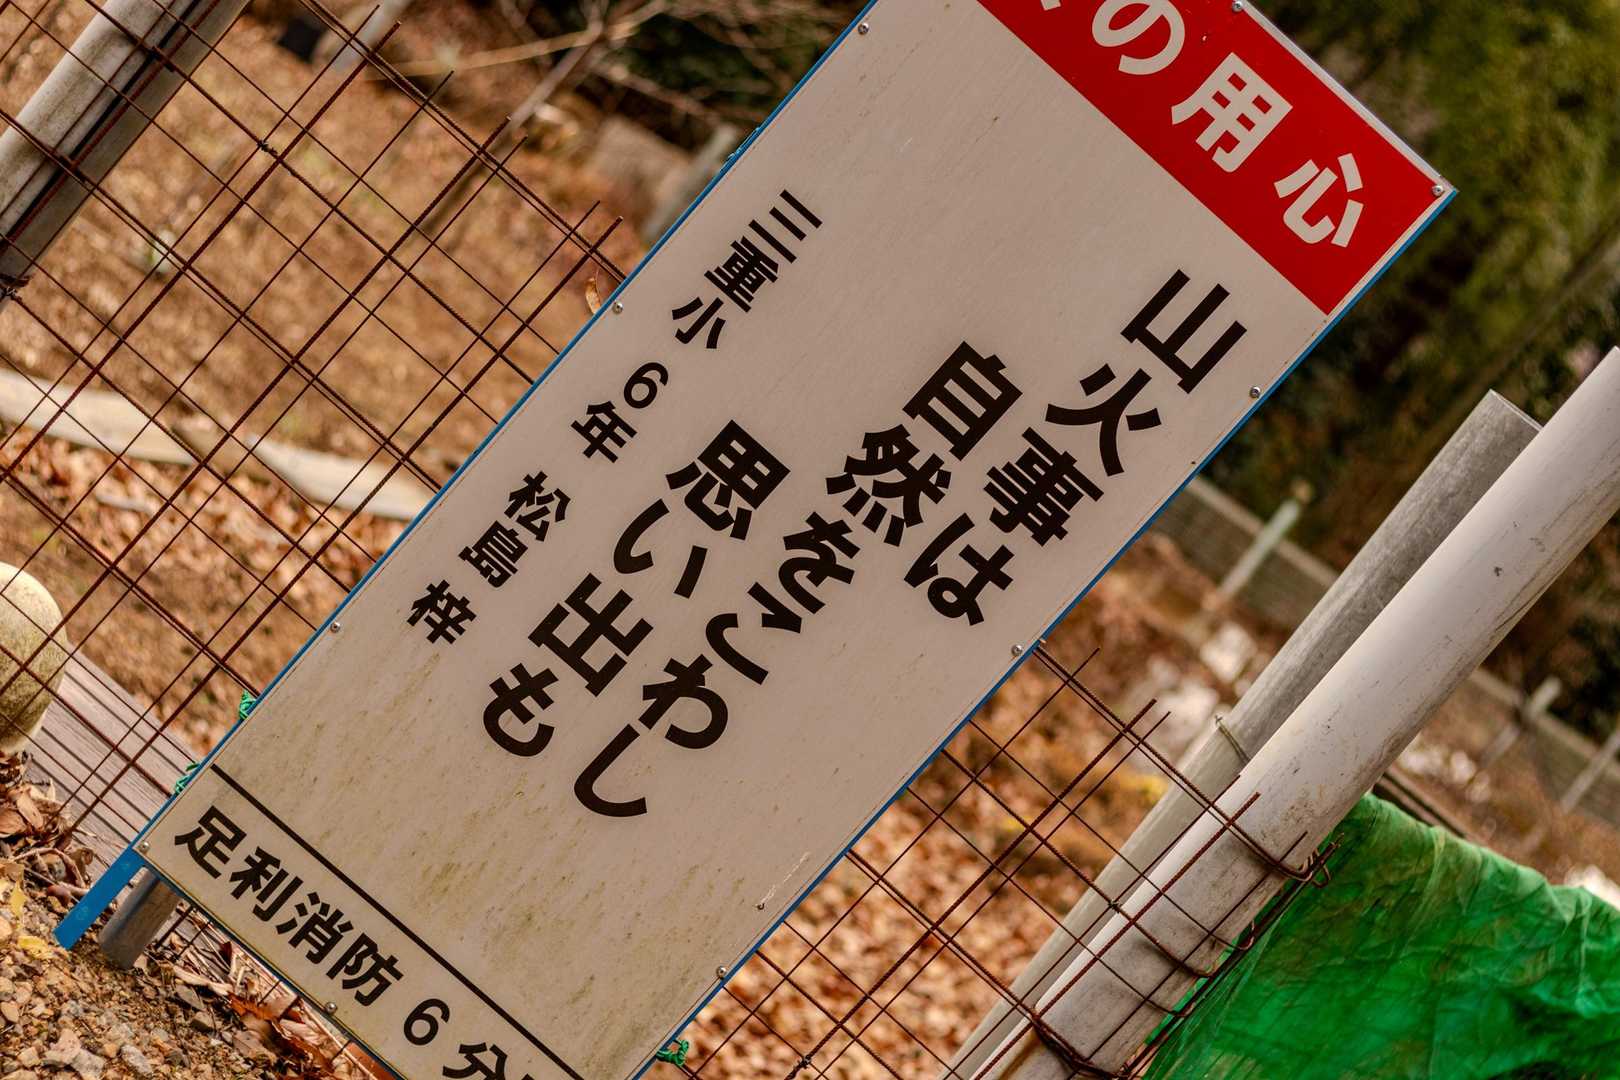 の用心
山火事は
自然をこわし
思い出も
三重小 6年 松島梓
足利消防 6分